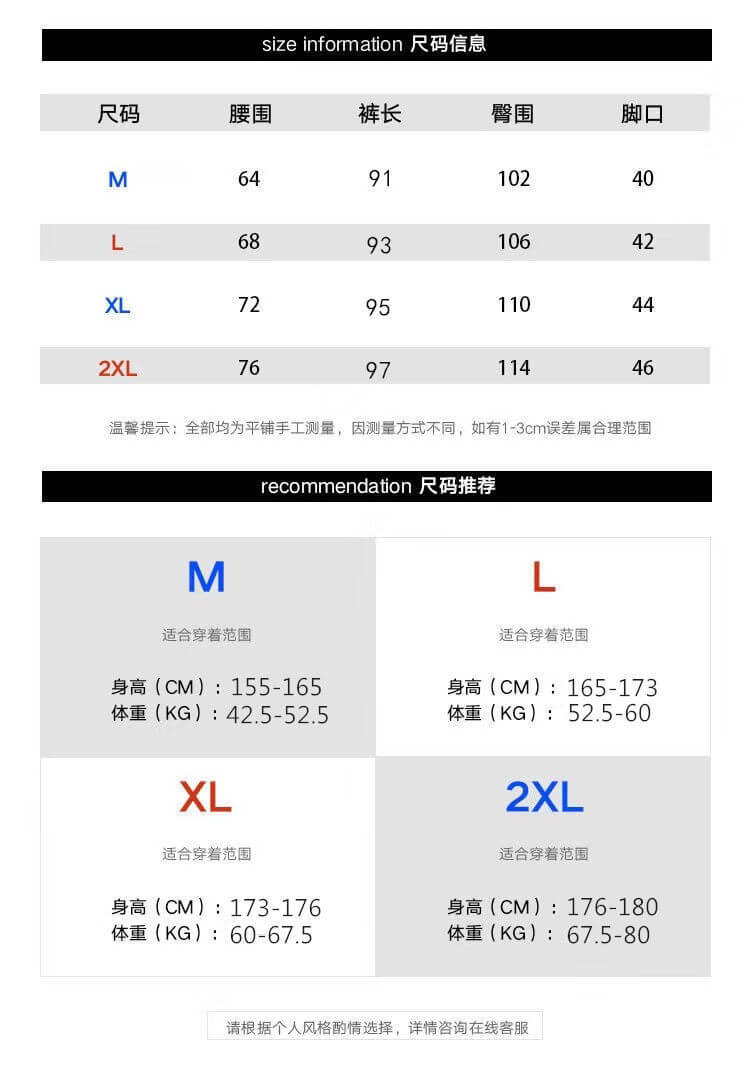 size information 尺码信息
尺码 腰围 裤长 臀围 脚口
M 64 91 102 40
L 68 93 106 42
XL 72 95 110 44
2XL 76 97 114 46
温馨提示：全部均为平铺手工测量，因测量方式不同，如有1-3cm误差属合理范围
recommendation 尺码推荐
M
适合穿着范围
身高（CM）：155-165
体重（KG）：42.5-52.5
L
适合穿着范围
身高（CM）：165-173
体重（KG）：52.5-60
XL
适合穿着范围
身高（CM）：173-176
体重（KG）：60-67.5
2XL
适合穿着范围
身高（CM）：176-180
体重（KG）：67.5-80
请根据个人风格酌情选择，详情咨询在线客服